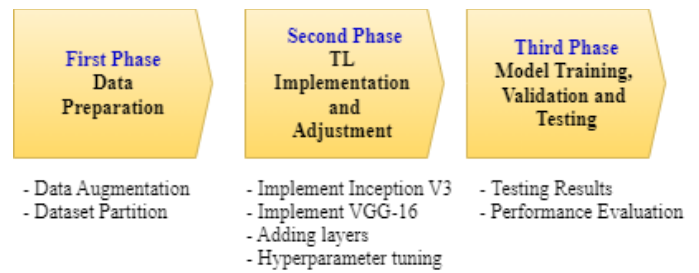 First Phase
Data
Preparation
- Data Augmentation
- Dataset Partition
Second Phase
TL
Implementation
and
Adjustment
- Implement Inception V3
- Implement VGG-16
- Adding layers
- Hyperparameter tuning
Third Phase
Model Training,
Validation and
Testing
- Testing Results
- Performance Evaluation